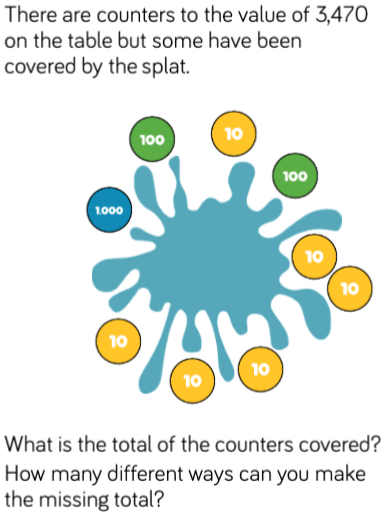 There are counters to the value of 3,470
on the table but some have been
covered by the splat.
100
10
100
1.000
10
10
10
10
10
What is the total of the counters covered?
How many different ways can you make
the missing total?